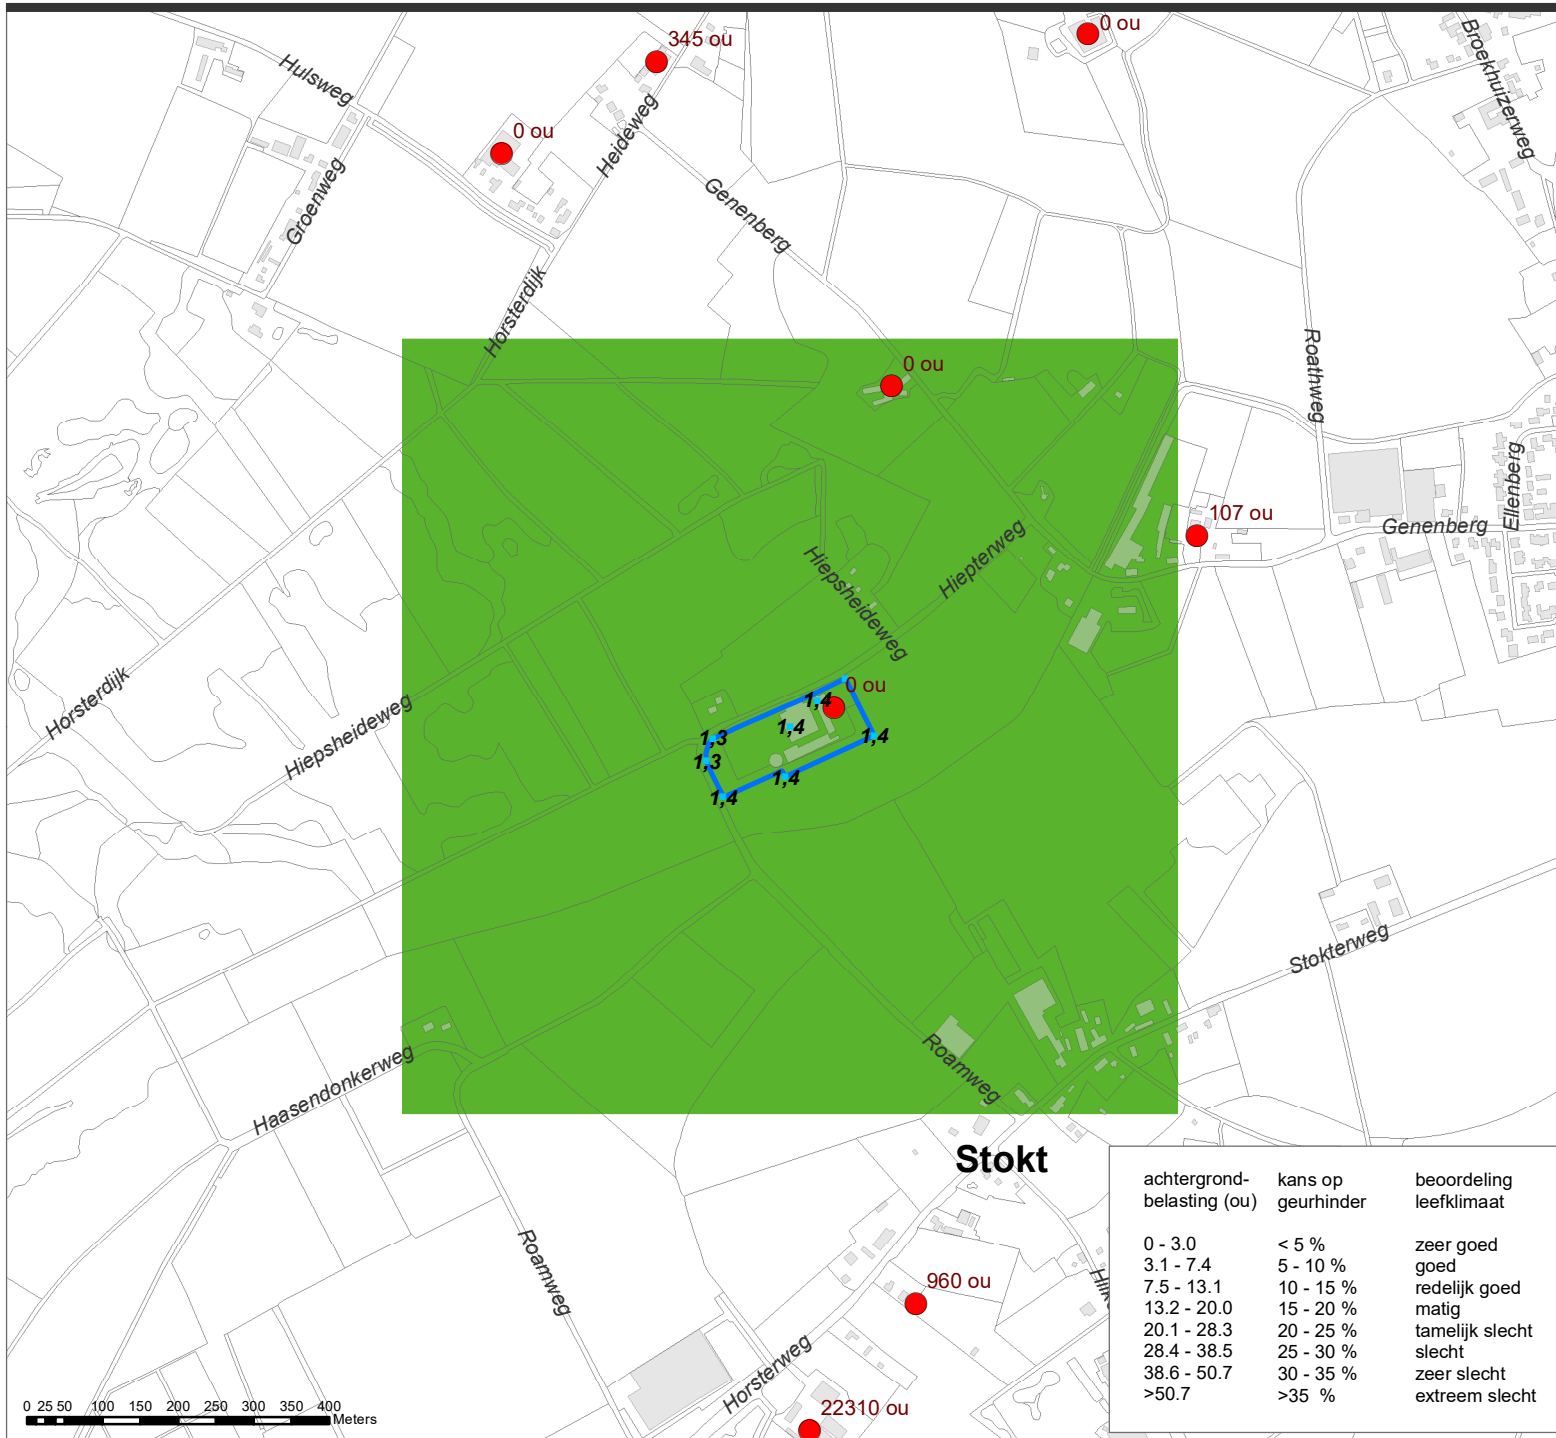 345 ou
0 ou
Hulsweg
Broekhuizerweg
0 ou
Heideweg
Groenweg
Genenberg
Horsterdijk
0 ou
Roathweg
107 ou
Genenberg
Ellenberg
Hiepsheideweg
Hiepterweg
Horsterdijk
Hiepsheideweg
0 ou
1,4
1,4
1,3
1,4
1,3
1,4
1,4
Stokterweg
Roamweg
Haasendonkerweg
Stokt
Roamweg
960 ou
Horsterweg
22310 ou
achtergrond- kans op beoordeling
belasting (ou) geurhinder leefklimaat
0 - 3.0 < 5 % zeer goed
3.1 - 7.4 5 - 10 % goed
7.5 - 13.1 10 - 15 % redelijk goed
13.2 - 20.0 15 - 20 % matig
20.1 - 28.3 20 - 25 % tamelijk slecht
28.4 - 38.5 25 - 30 % slecht
38.6 - 50.7 30 - 35 % zeer slecht
>50.7 >35 % extreem slecht
0 25 50 100 150 200 250 300 350 400
Meters